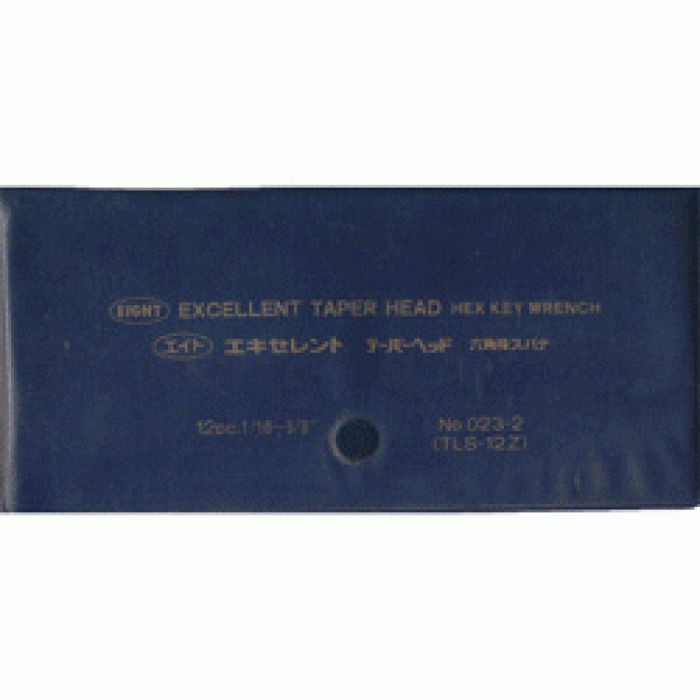 EIGHT EXCELLENT TAPER HEAD HEX KEY WRENCH
エイト エキセレント テーパーヘッド 六角棒スパナ
12pc.1/16~3/8"
No 023-2
(TLS-12Z)